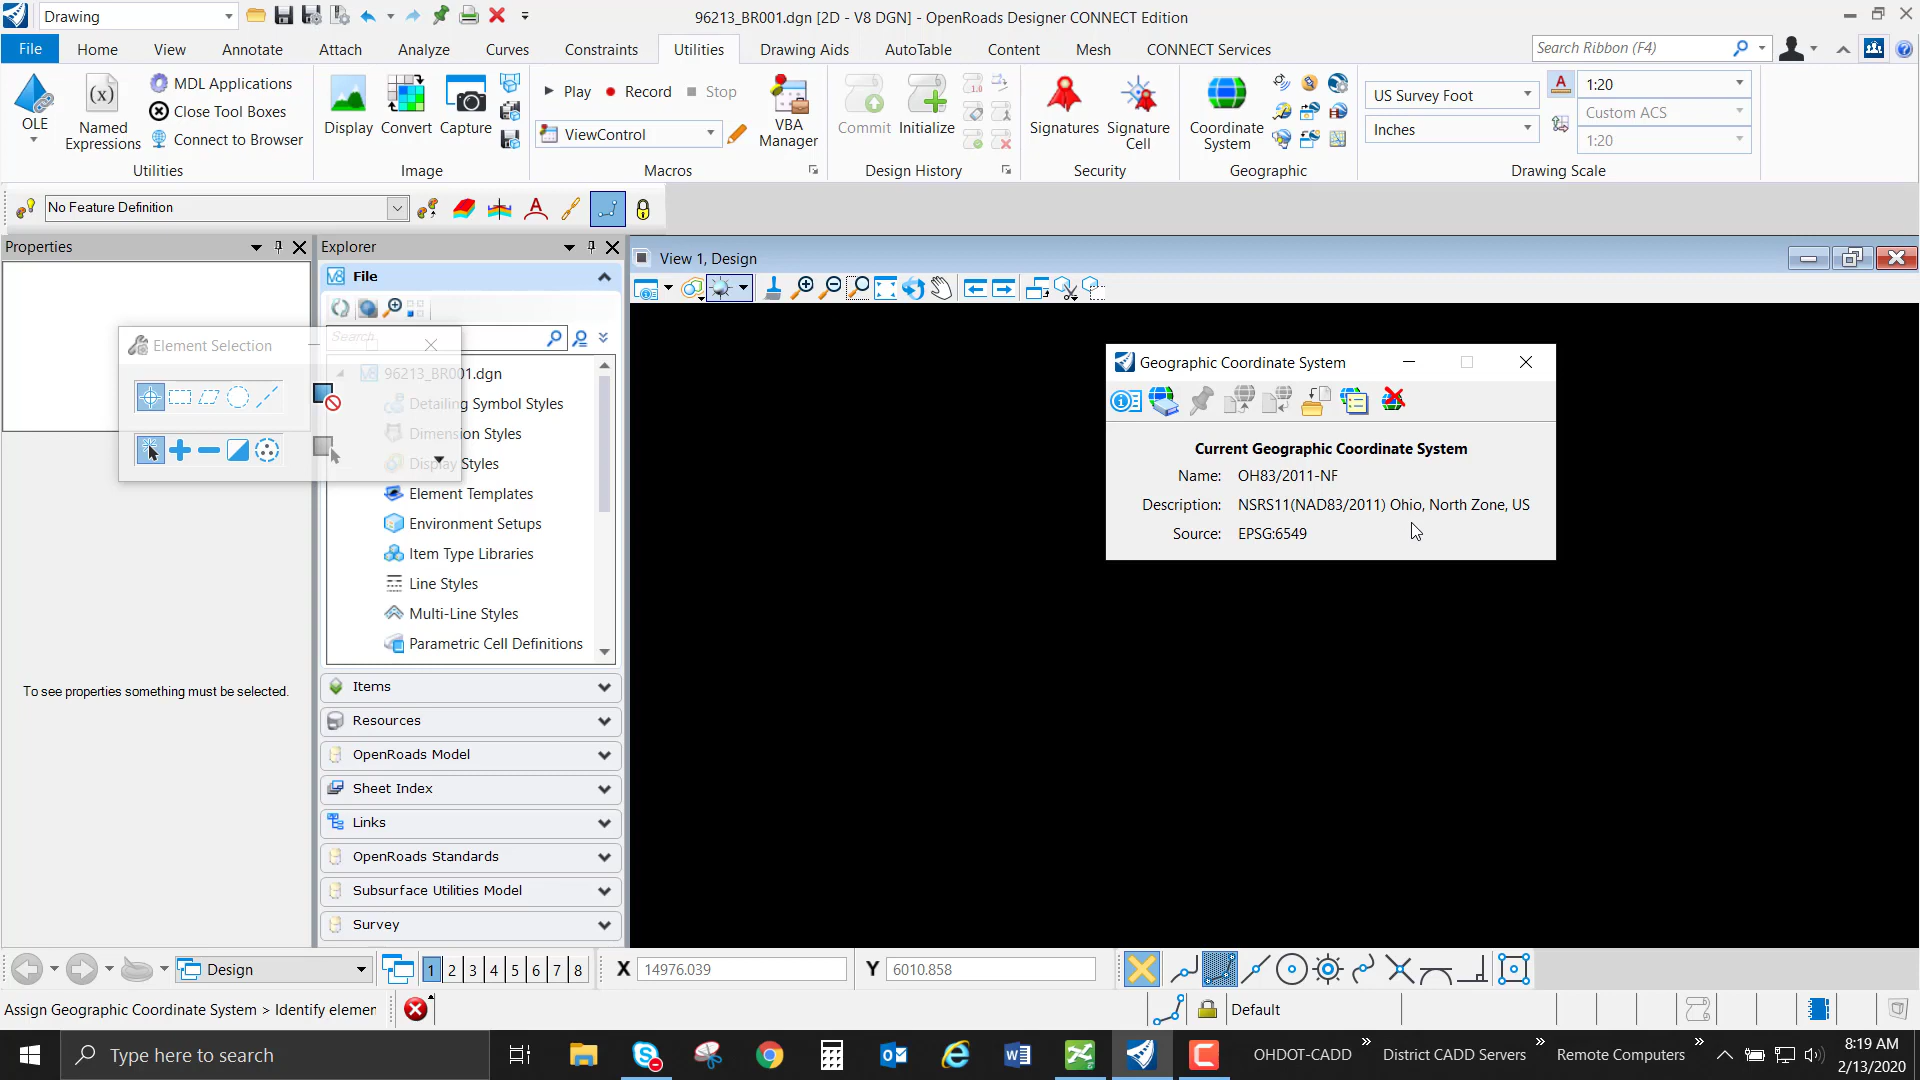 Drawing
96213_BR001.dgn [2D - V8 DGN] - OpenRoads Designer CONNECT Edition
File Home View Annotate Attach Analyze Curves Constraints Utilities Drawing Aids AutoTable Content Mesh CONNECT Services
Search Ribbon (F4)
OLE
Named
Expressions
MDL Applications
Close Tool Boxes
Connect to Browser
Utilities
Display
Convert
Capture
Image
Play
Record
Stop
ViewControl
VBA
Manager
Macros
Commit
Initialize
Design History
Signatures
Signature
Cell
Security
Coordinate
System
Geographic
US Survey Foot
Inches
1:20
Custom ACS
1:20
Drawing Scale
No Feature Definition
Properties
Element Selection
To see properties something must be selected.
Explorer
File
Search
96213_BR001.dgn
Detailing Symbol Styles
Dimension Styles
Display Styles
Element Templates
Environment Setups
Item Type Libraries
Line Styles
Multi-Line Styles
Parametric Cell Definitions
Items
Resources
OpenRoads Model
Sheet Index
Links
OpenRoads Standards
Subsurface Utilities Model
Survey
View 1, Design
Geographic Coordinate System
Current Geographic Coordinate System
Name: OH83/2011-NF
Description: NSRS11(NAD83/2011) Ohio, North Zone, US
Source: EPSG:6549
Design
1 2 3 4 5 6 7 8
X 14976.039
Y 6010.858
Assign Geographic Coordinate System > Identify elemen
Default
Type here to search
OHDOT-CADD
District CADD Servers
Remote Computers
8:19 AM
2/13/2020